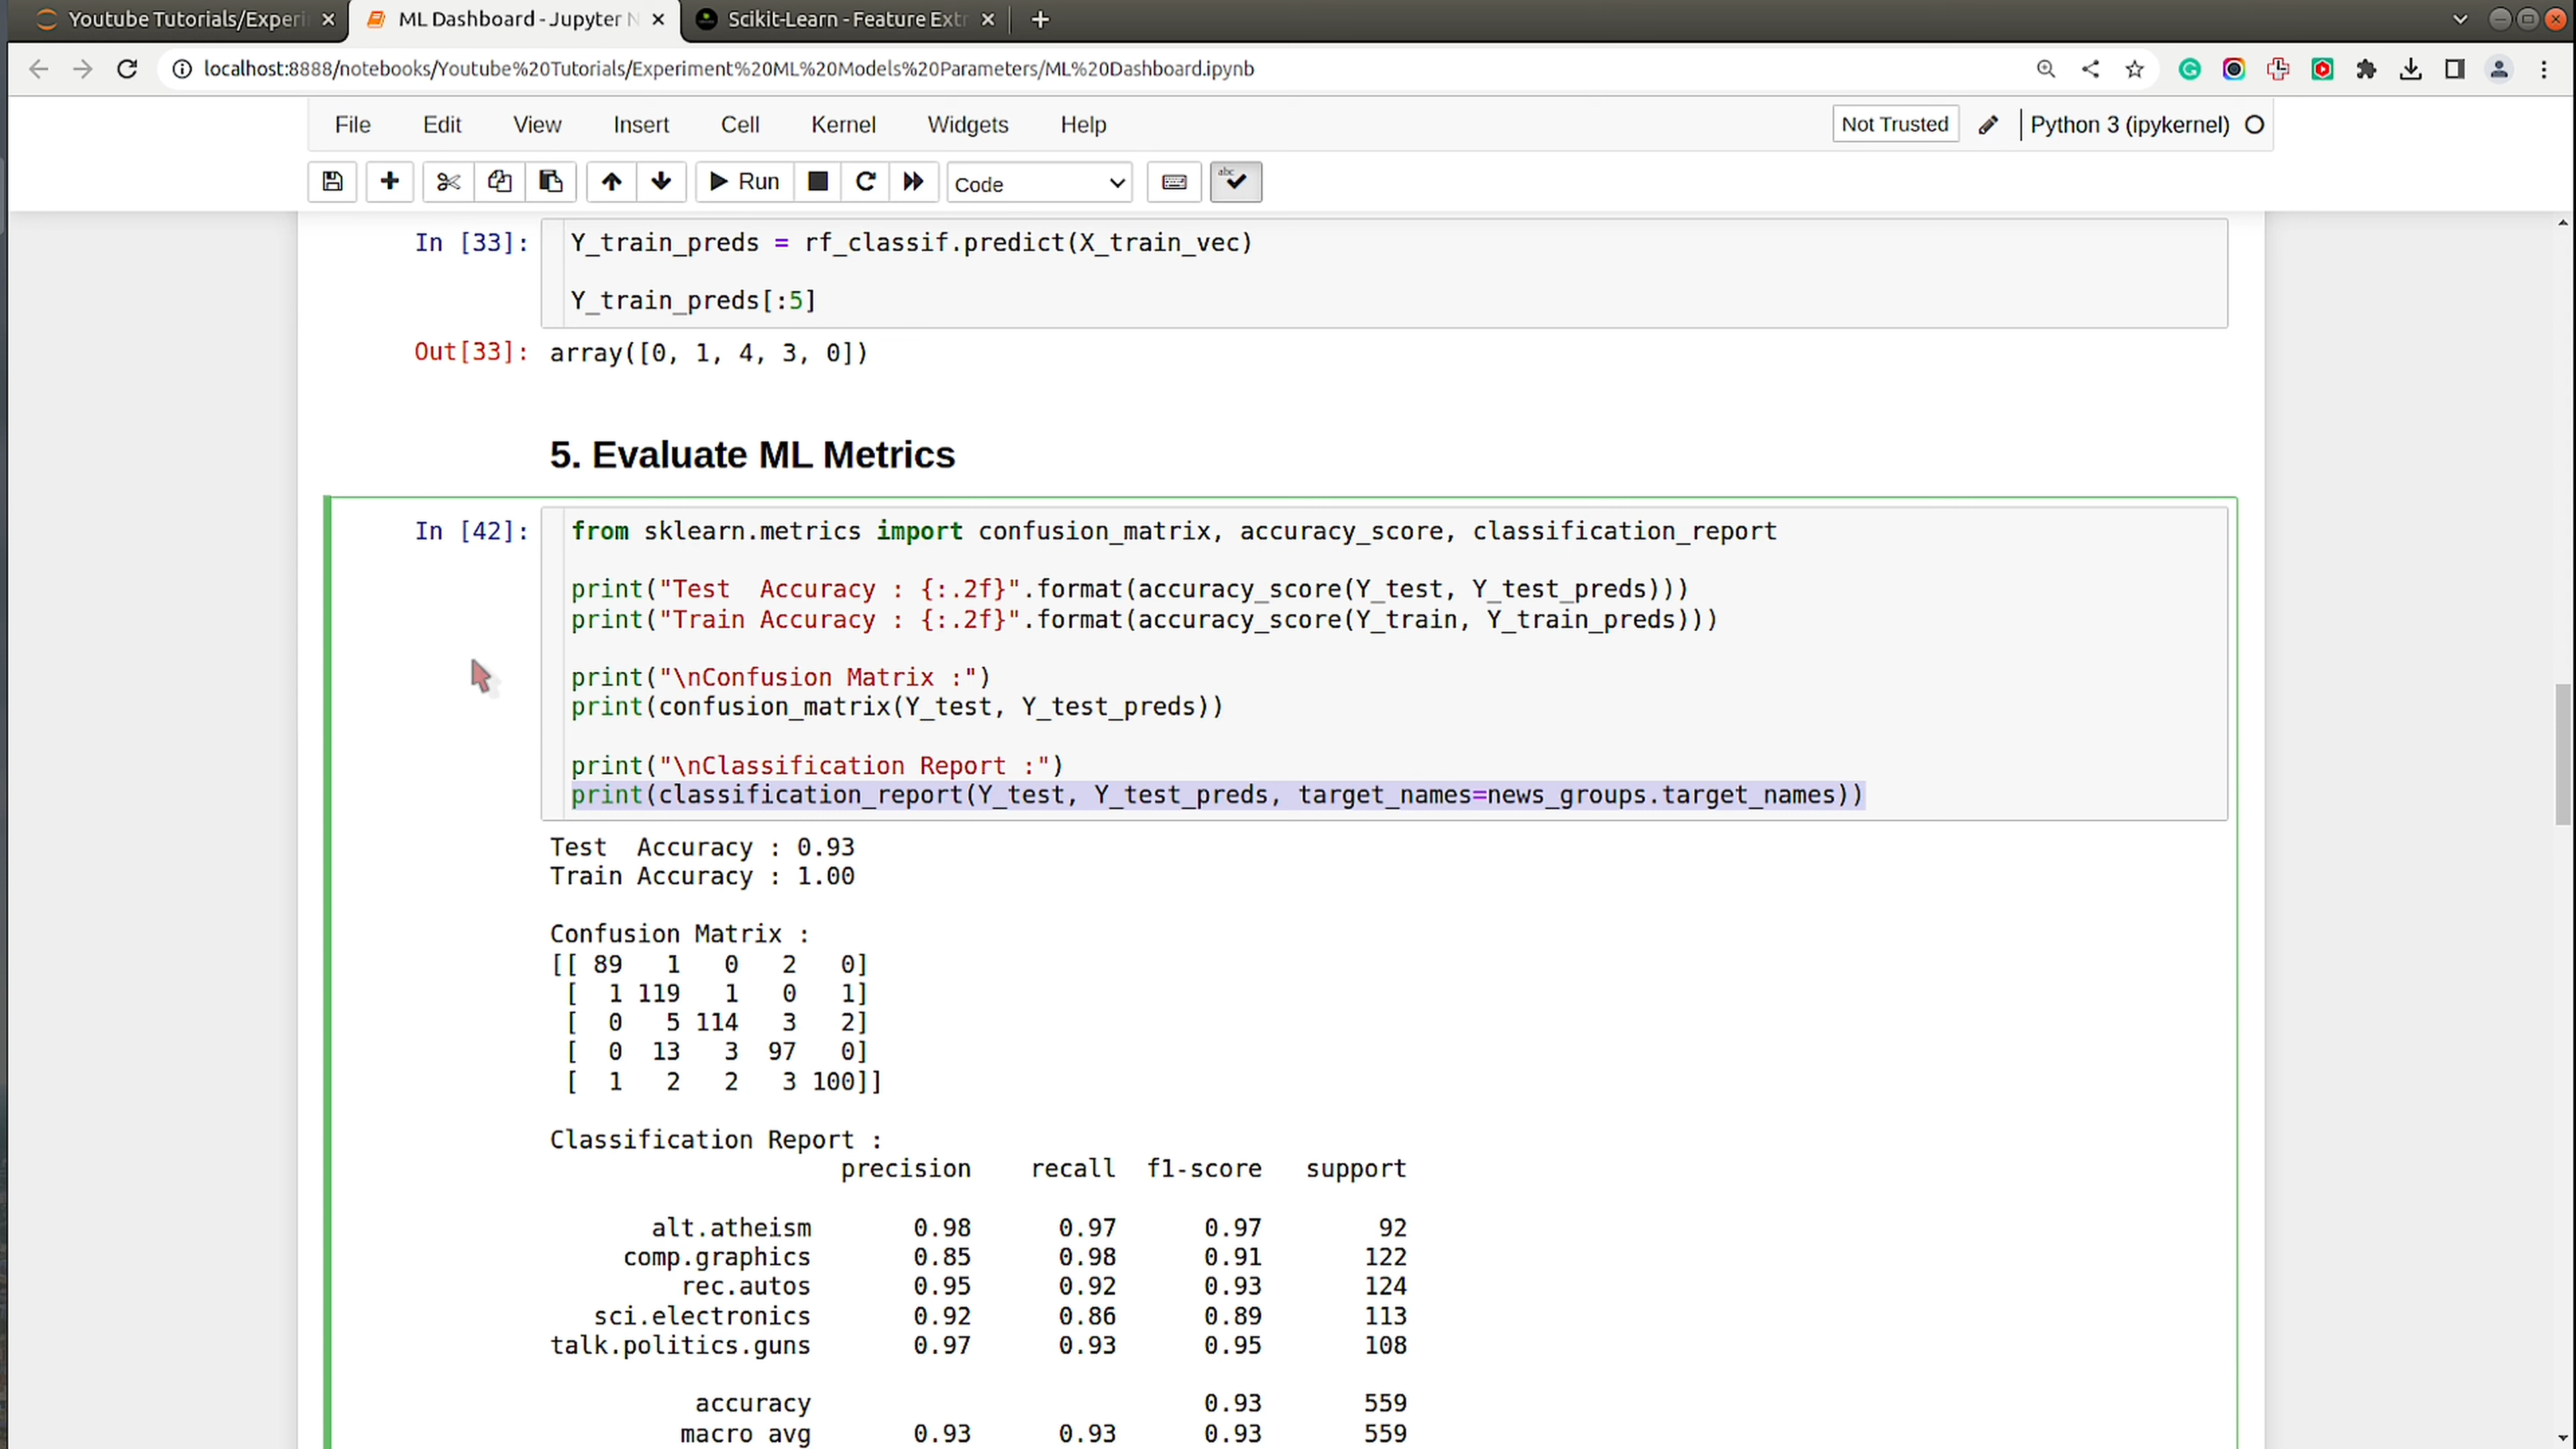 Youtube Tutorials/Experi
ML Dashboard - Jupyter N
Scikit-Learn - Feature Extr
localhost:8888/notebooks/Youtube%20Tutorials/Experiment%20ML%20Models%20Parameters/ML%20Dashboard.ipynb
File Edit View Insert Cell Kernel Widgets Help Not Trusted Python 3 (ipykernel)
Run Code abc
In [33]: Y_train_preds = rf_classif.predict(X_train_vec)
Y_train_preds[:5]
Out[33]: array([0, 1, 4, 3, 0])
5. Evaluate ML Metrics
In [42]: from sklearn.metrics import confusion_matrix, accuracy_score, classification_report
print("Test  Accuracy : {:.2f}".format(accuracy_score(Y_test, Y_test_preds)))
print("Train Accuracy : {:.2f}".format(accuracy_score(Y_train, Y_train_preds)))
print("\nConfusion Matrix :")
print(confusion_matrix(Y_test, Y_test_preds))
print("\nClassification Report :")
print(classification_report(Y_test, Y_test_preds, target_names=news_groups.target_names))
Test  Accuracy : 0.93
Train Accuracy : 1.00
Confusion Matrix :
[[ 89   1   0   2   0]
[  1 119   1   0   1]
[  0   5 114   3   2]
[  0  13   3  97   0]
[  1   2   2   3 100]]
Classification Report :
precision recall f1-score support
alt.atheism 0.98 0.97 0.97 92
comp.graphics 0.85 0.98 0.91 122
rec.autos 0.95 0.92 0.93 124
sci.electronics 0.92 0.86 0.89 113
talk.politics.guns 0.97 0.93 0.95 108
accuracy 0.93 559
macro avg 0.93 0.93 0.93 559